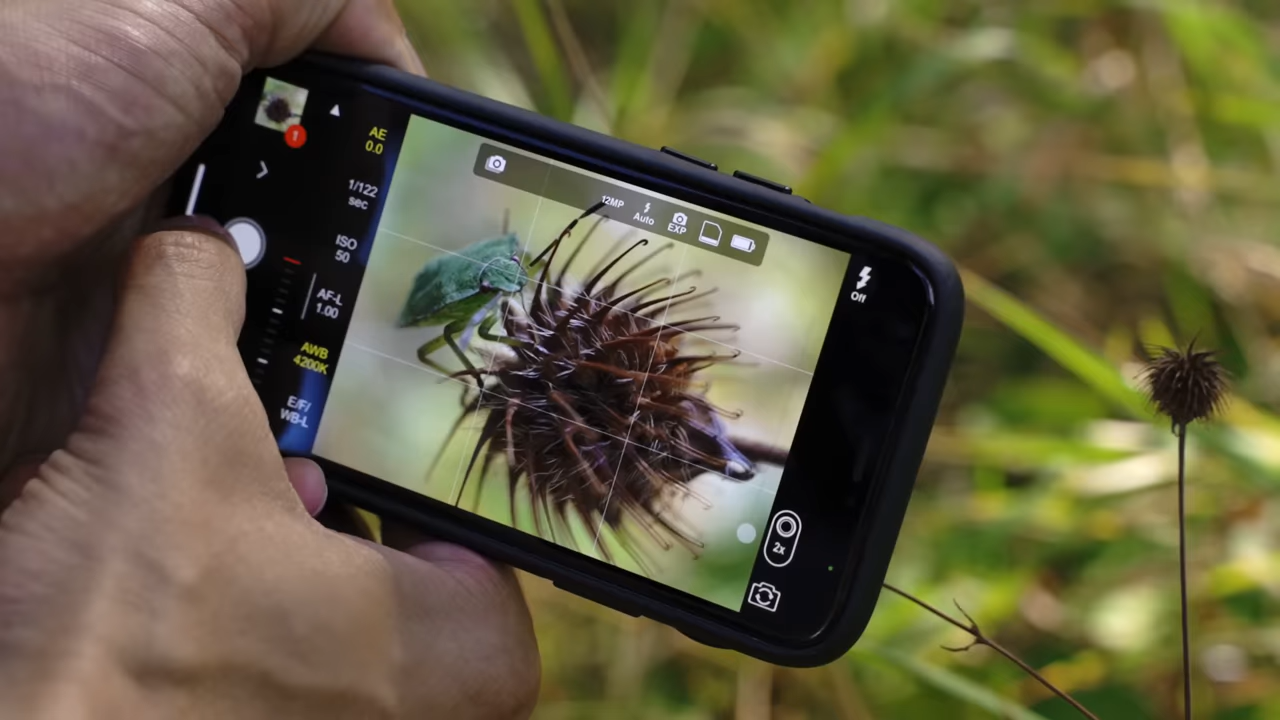 1
AE
0.0
1/122
sec
ISO
50
AF-L
1.00
AWB
4200K
E/F/
WB-L
12MP
Auto
EXP
Off
2x